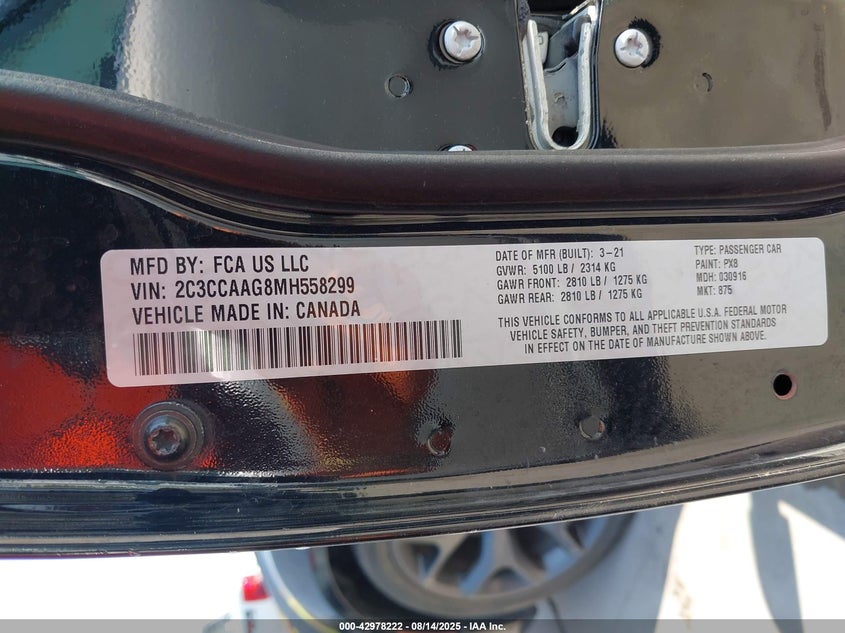 MFD BY: FCA US LLC
VIN: 2C3CCAAG8MH558299
VEHICLE MADE IN: CANADA
DATE OF MFR (BUILT): 3-21
GVWR: 5100 LB / 2314 KG
GAWR FRONT: 2810 LB / 1275 KG
GAWR REAR: 2810 LB / 1275 KG
TYPE: PASSENGER CAR
PAINT: PX8
MDH: 030916
MKT: 875
THIS VEHICLE CONFORMS TO ALL APPLICABLE U.S.A. FEDERAL MOTOR
VEHICLE SAFETY, BUMPER, AND THEFT PREVENTION STANDARDS
IN EFFECT ON THE DATE OF MANUFACTURE SHOWN ABOVE.
000-42978222 - 08/14/2025 - IAA Inc.